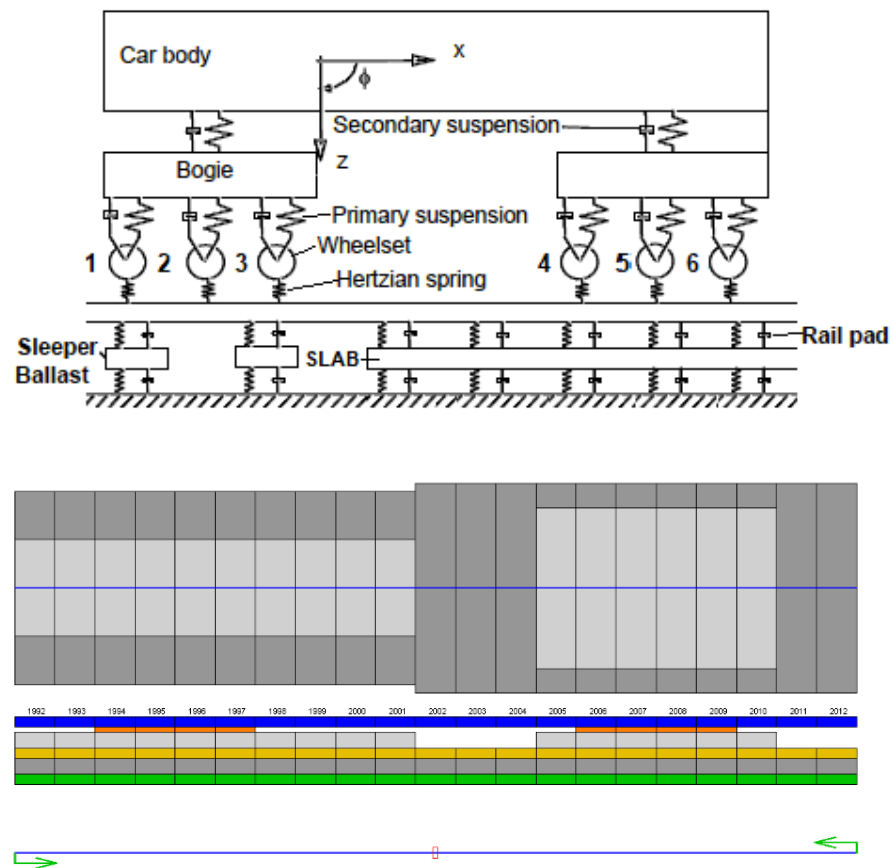 Car body
x
ϕ
Secondary suspension
z
Bogie
Primary suspension
Wheelset
1 2 3 4 5 6
Hertzian spring
Rail pad
Sleeper
Ballast
SLAB
1992 1993 1994 1995 1996 1997 1998 1999 2000 2001 2002 2003 2004 2005 2006 2007 2008 2009 2010 2011 2012